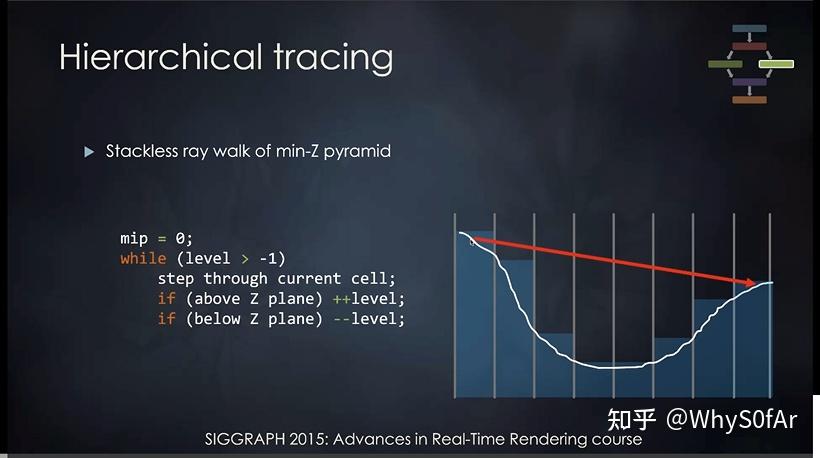 Hierarchical tracing
Stackless ray walk of min-Z pyramid
mip = 0;
while (level > -1)
step through current cell;
if (above Z plane) ++level;
if (below Z plane) --level;
知乎 @WhyS0fAr
SIGGRAPH 2015: Advances in Real-Time Rendering course